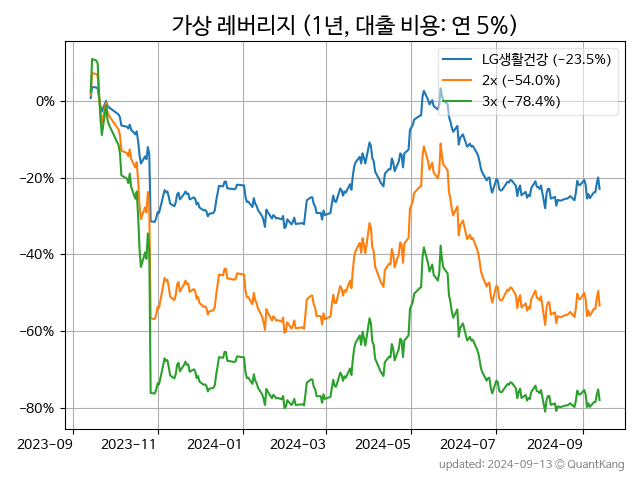 가상 레버리지 (1년, 대출 비용: 연 5%)
LG생활건강 (−23.5%)
2x (−54.0%)
3x (−78.4%)
0%
−20%
−40%
−60%
−80%
2023-09 2023-11 2024-01 2024-03 2024-05 2024-07 2024-09
updated: 2024-09-13 © QuantKang